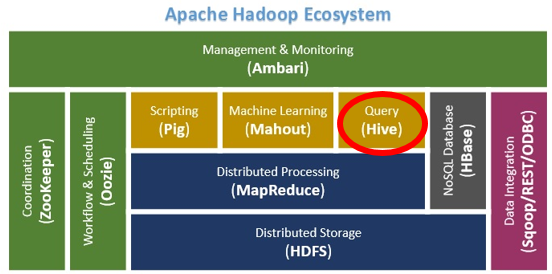 Apache Hadoop Ecosystem
Management & Monitoring
(Ambari)
Coordination
(ZooKeeper)
Workflow & Scheduling
(Oozie)
Scripting
(Pig)
Machine Learning
(Mahout)
Query
(Hive)
Distributed Processing
(MapReduce)
Distributed Storage
(HDFS)
NoSQL Database
(HBase)
Data Integration
(Sqoop/REST/ODBC)